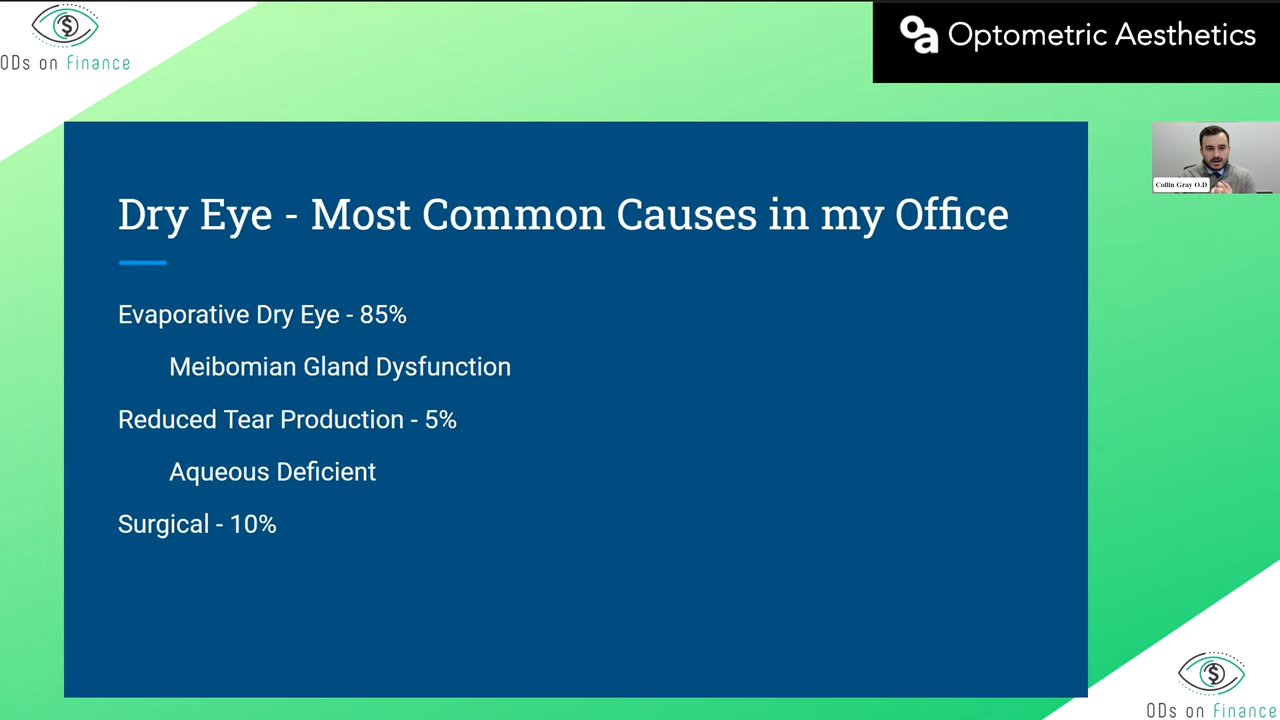 ODs on Finance
Optometric Aesthetics
Collin Gray O.D
Dry Eye - Most Common Causes in my Office
Evaporative Dry Eye - 85%
Meibomian Gland Dysfunction
Reduced Tear Production - 5%
Aqueous Deficient
Surgical - 10%
ODs on Finance